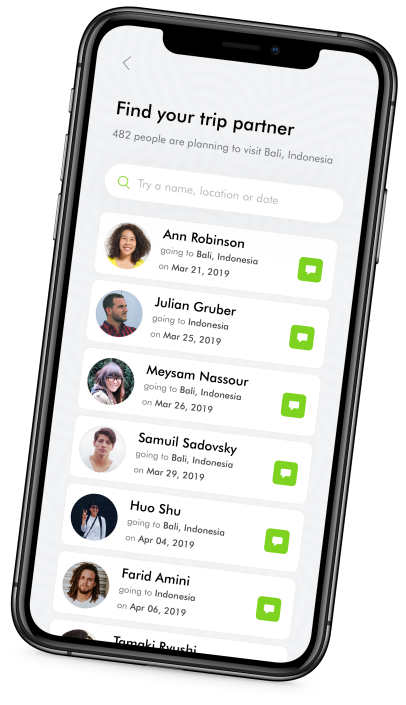 Find your trip partner
482 people are planning to visit Bali, Indonesia
Try a name, location or date
Ann Robinson
going to Bali, Indonesia
on Mar 21, 2019
Julian Gruber
going to Indonesia
on Mar 25, 2019
Meysam Nassour
going to Bali, Indonesia
on Mar 26, 2019
Samuil Sadovsky
going to Bali, Indonesia
on Mar 29, 2019
Huo Shu
going to Bali, Indonesia
on Apr 04, 2019
Farid Amini
going to Indonesia
on Apr 06, 2019
Tamaki Ryushi